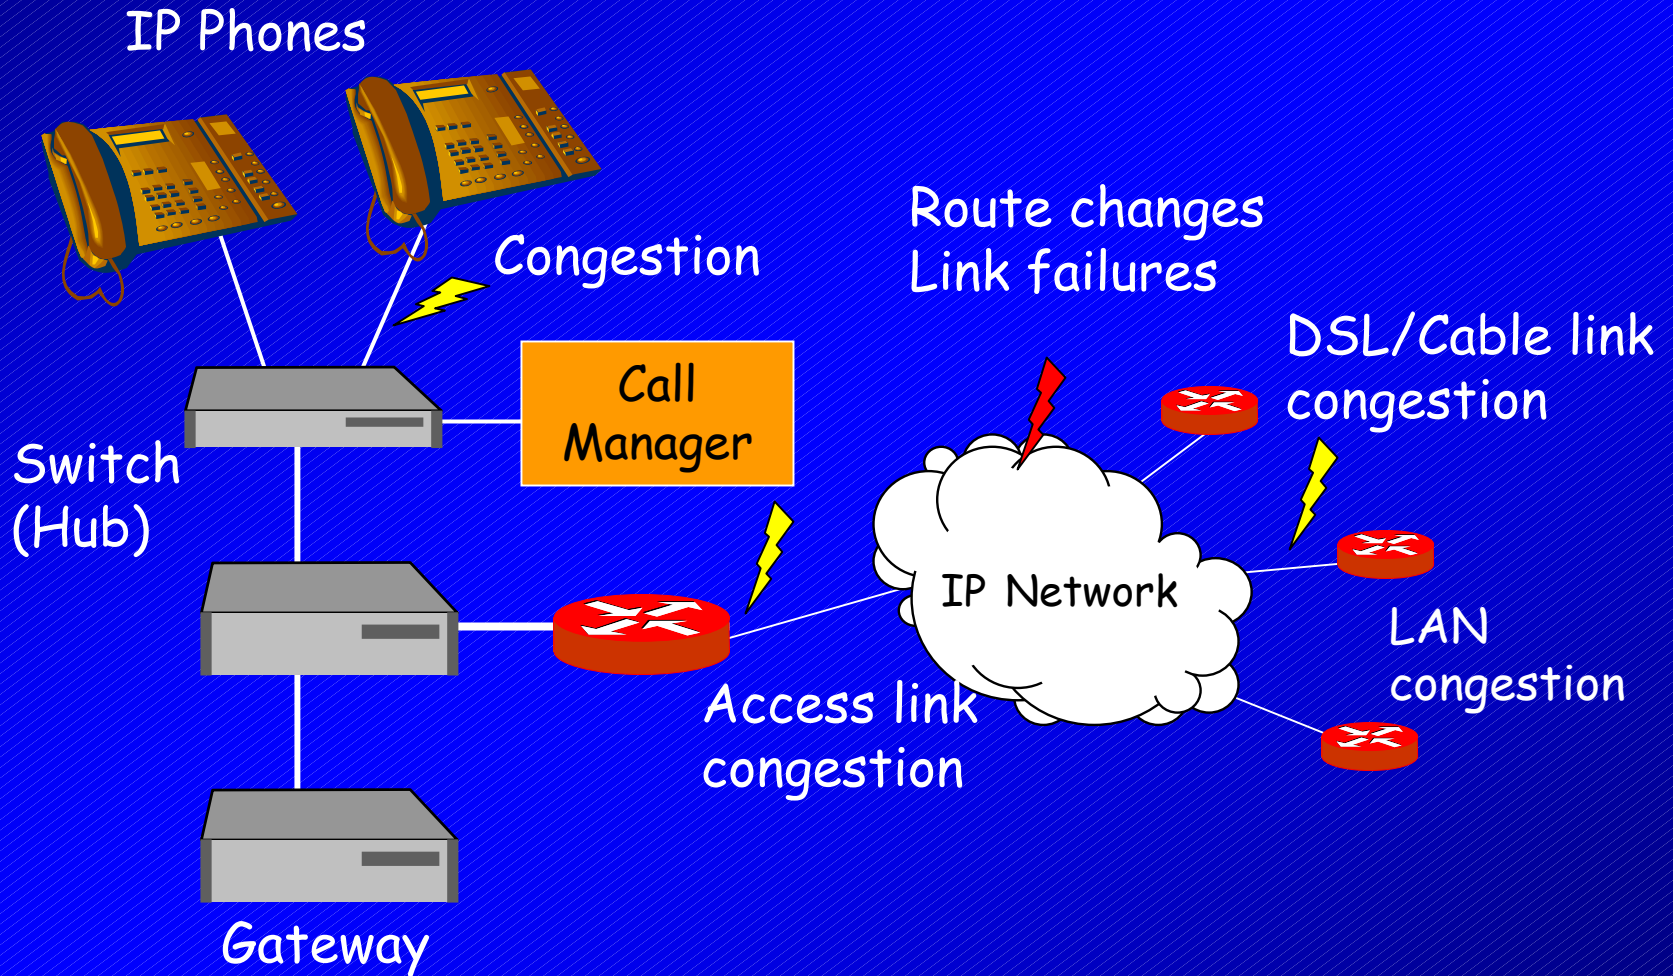 IP Phones
Congestion
Route changes
Link failures
DSL/Cable link
congestion
Call
Manager
Switch
(Hub)
IP Network
LAN
congestion
Access link
congestion
Gateway